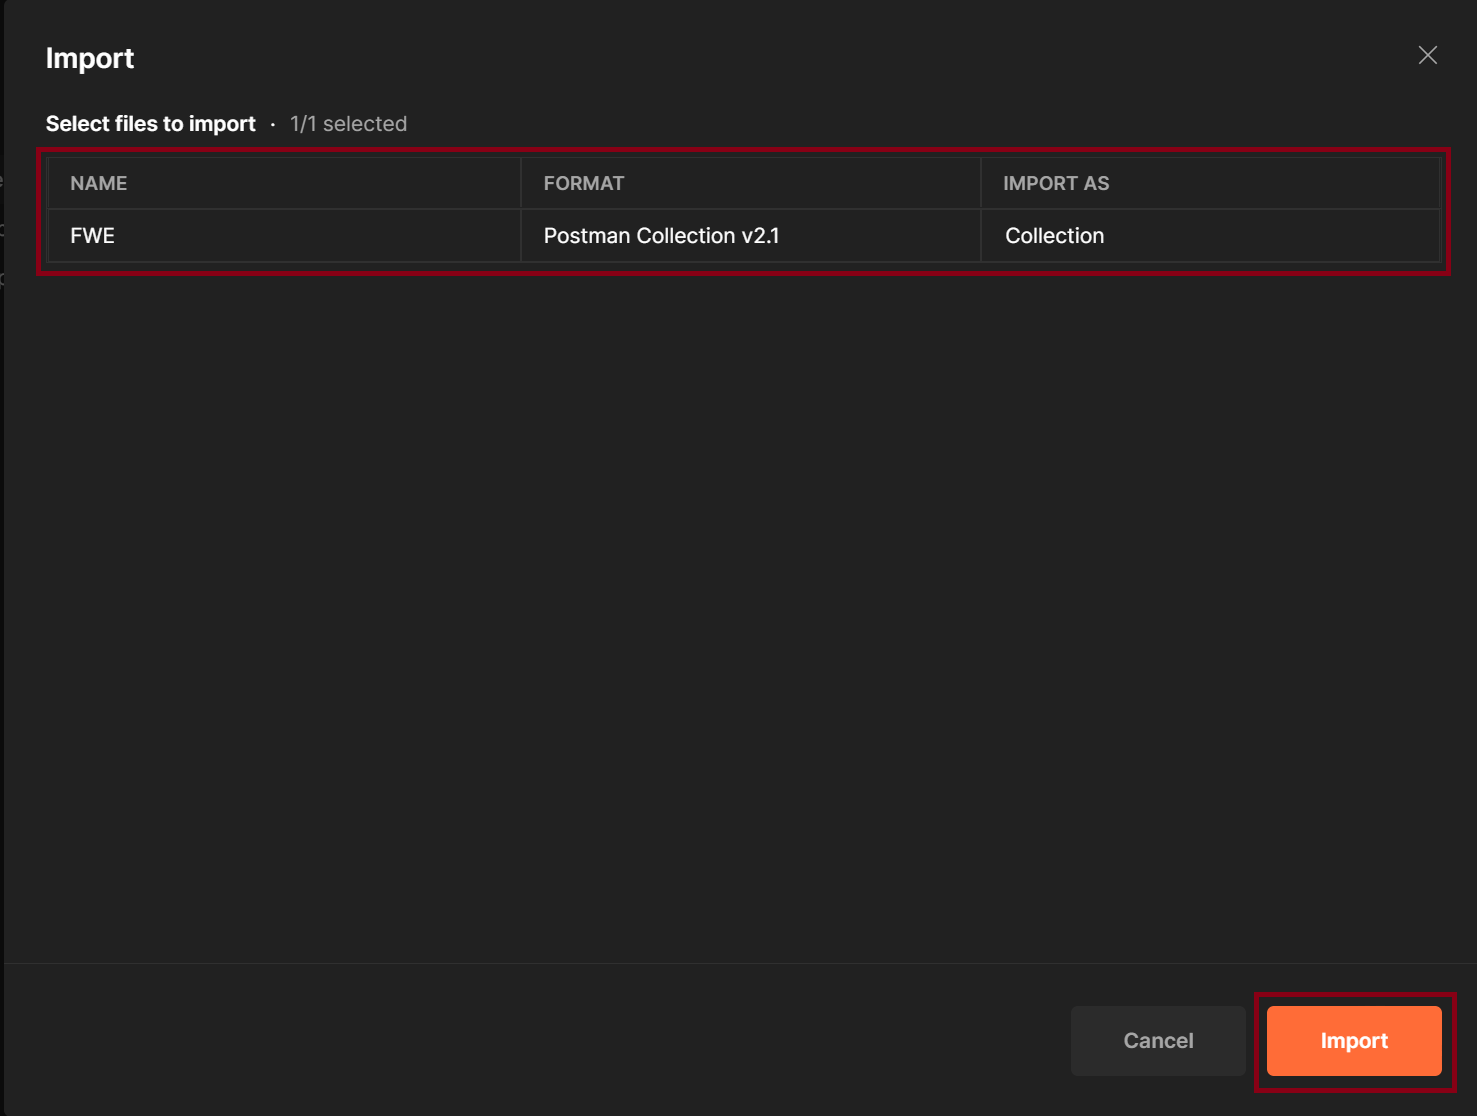 Import
Select files to import · 1/1 selected
NAME FORMAT IMPORT AS
FWE Postman Collection v2.1 Collection
Cancel Import